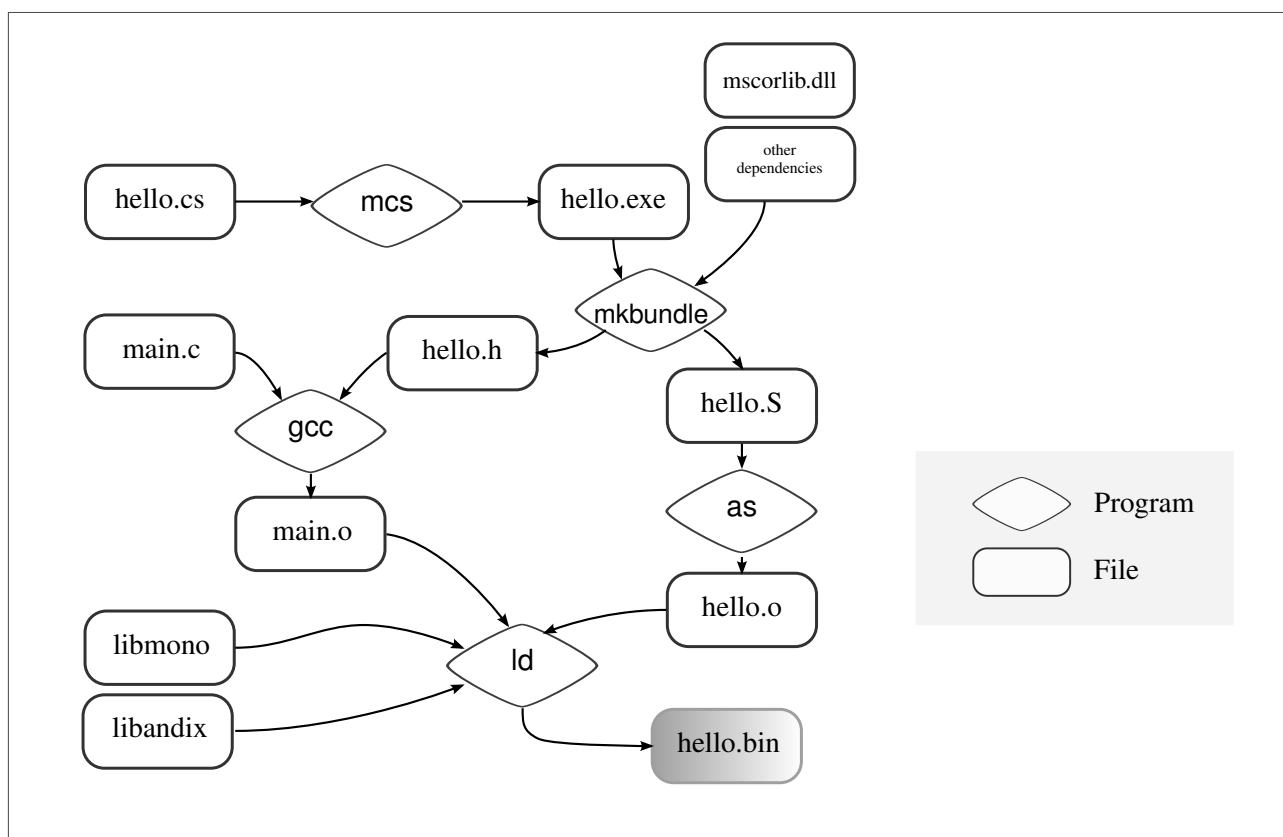 mscorlib.dll
other
dependencies
hello.cs
mcs
hello.exe
mkbundle
main.c
hello.h
hello.S
gcc
as
Program
main.o
File
hello.o
libmono
ld
libandix
hello.bin